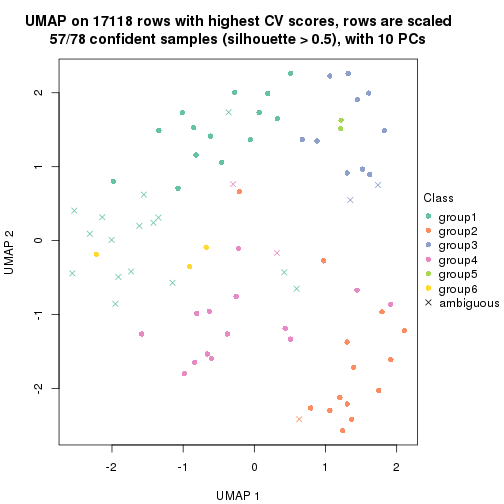 UMAP on 17118 rows with highest CV scores, rows are scaled
57/78 confident samples (silhouette > 0.5), with 10 PCs
2
1
0
-1
-2
UMAP 2
-2
-1
0
1
2
UMAP 1
Class
group1
group2
group3
group4
group5
group6
ambiguous